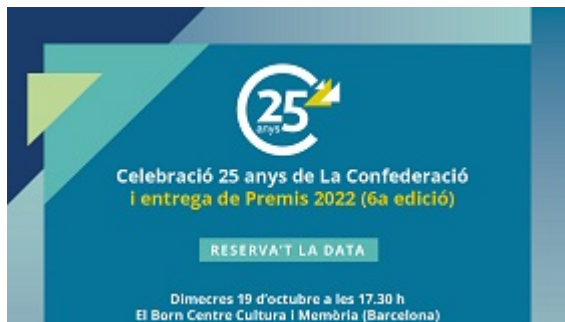 25
anys
Celebració 25 anys de La Confederació
i entrega de Premis 2022 (6a edició)
RESERVA'T LA DATA
Dimecres 19 d'octubre a les 17.30 h
El Born Centre Cultura i Memòria (Barcelona)